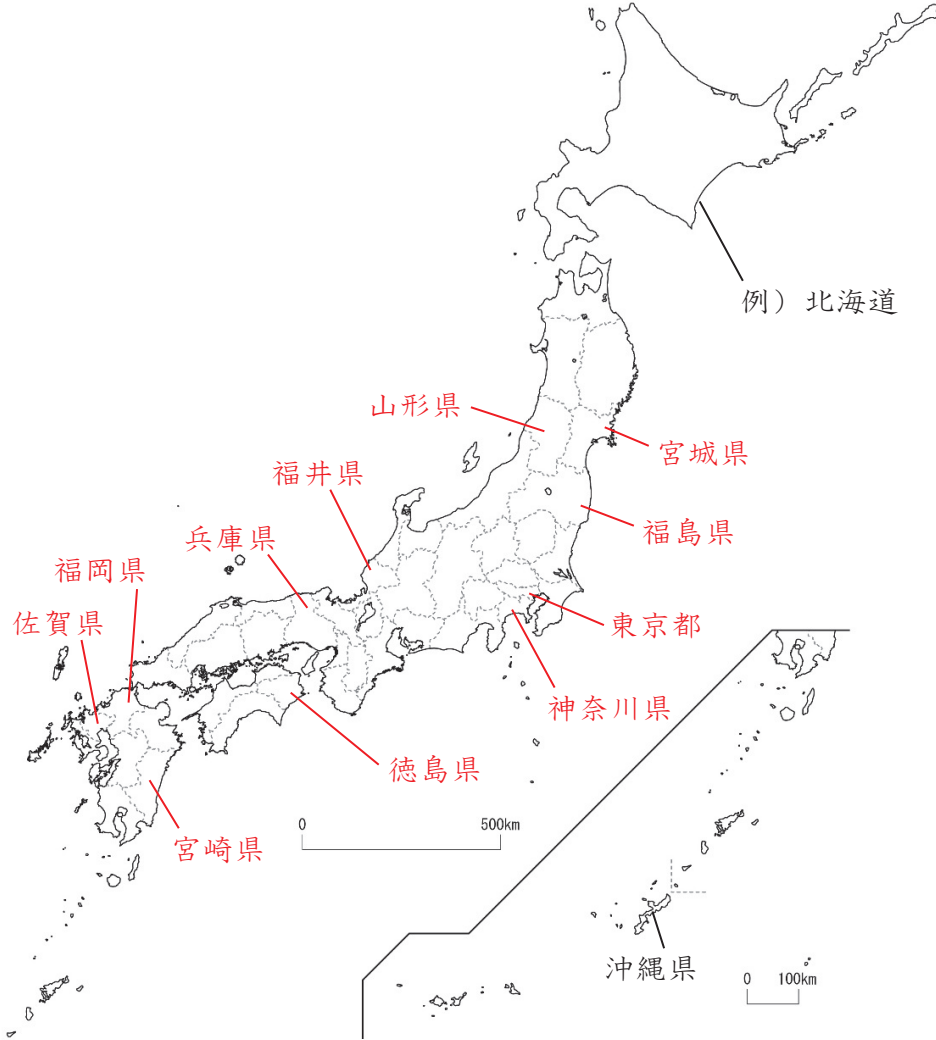 例）北海道
山形県
宮城県
福井県
福島県
兵庫県
福岡県
佐賀県
東京都
神奈川県
徳島県
宮崎県
0 500km
沖縄県
0 100km